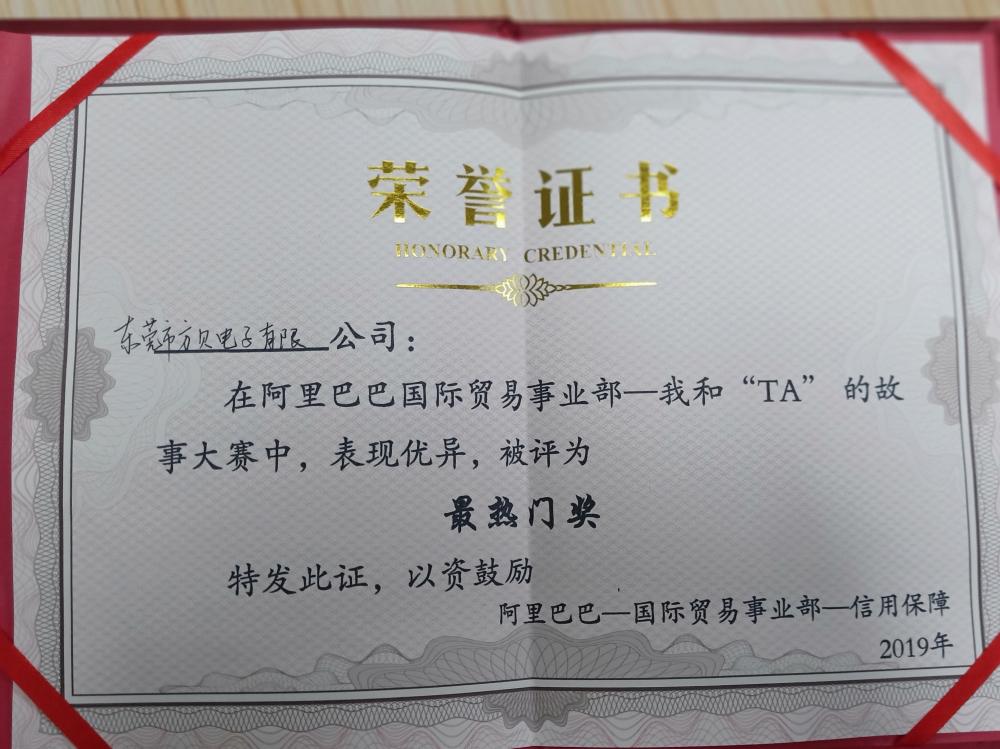 荣誉证书
HONORARY CREDENTIAL
东莞市方贝电子有限公司：
在阿里巴巴国际贸易事业部—我和“TA”的故
事大赛中，表现优异，被评为
最热门奖
特发此证，以资鼓励
阿里巴巴—国际贸易事业部—信用保障
2019年